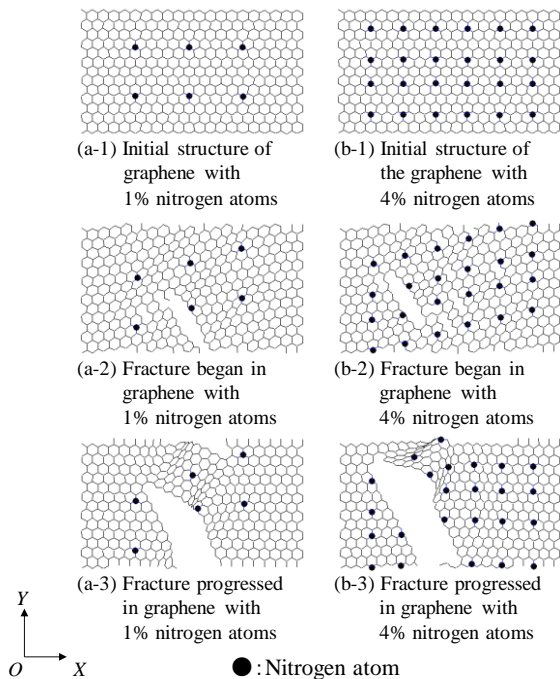 (a-1) Initial structure of
graphene with
1% nitrogen atoms
(b-1) Initial structure of
the graphene with
4% nitrogen atoms
(a-2) Fracture began in
graphene with
1% nitrogen atoms
(b-2) Fracture began in
graphene with
4% nitrogen atoms
(a-3) Fracture progressed
in graphene with
1% nitrogen atoms
(b-3) Fracture progressed
in graphene with
4% nitrogen atoms
Y
O
X
: Nitrogen atom